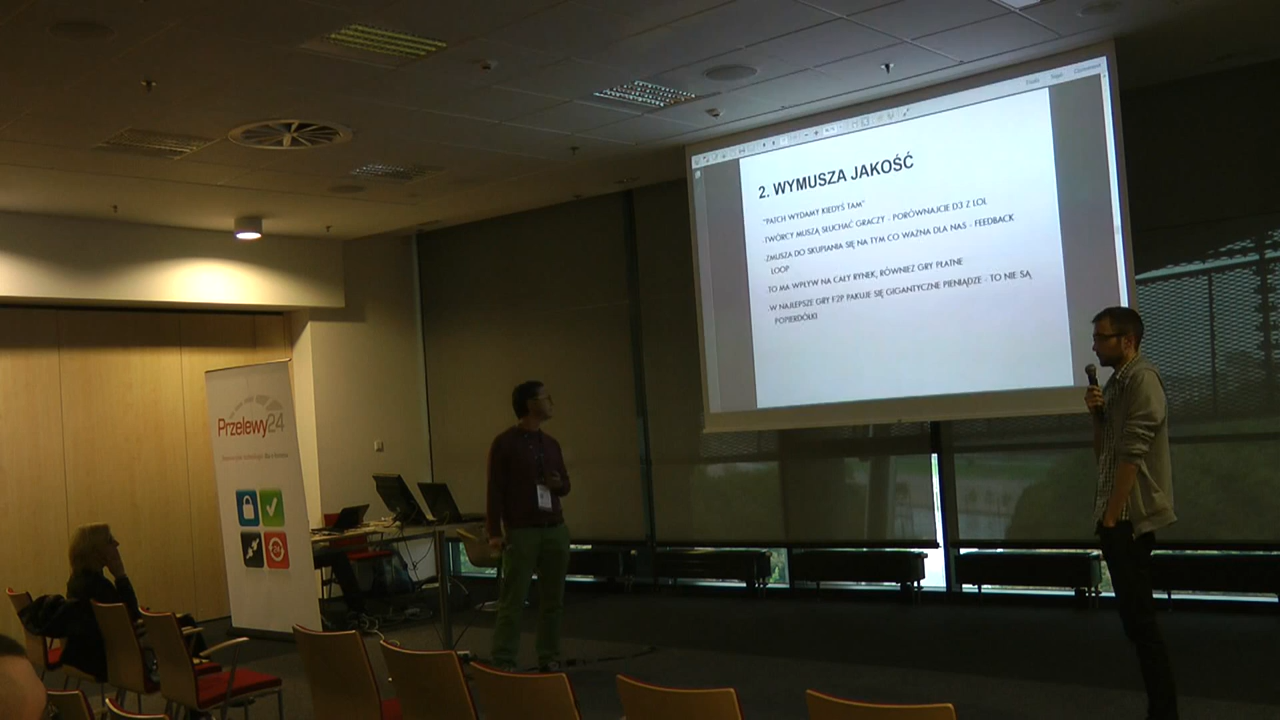 2. WYMUSZA JAKOŚĆ
"PATCH WYDAMY KIEDYŚ TAM"
-TWÓRCY MUSZĄ SŁUCHAĆ GRACZY - PORÓWNAJCIE D3 Z LOL
-ZMUSZA DO SKUPIANIA SIĘ NA TYM CO WAŻNA DLA NAS - FEEDBACK
LOOP
-TO MA WPŁYW NA CAŁY RYNEK, RÓWNIEŻ GRY PŁATNE
-W NAJLEPSZE GRY F2P PAKUJE SIĘ GIGANTYCZNE PIENIĄDZE - TO NIE SĄ
POPIERDÓŁKI
Przelewy24